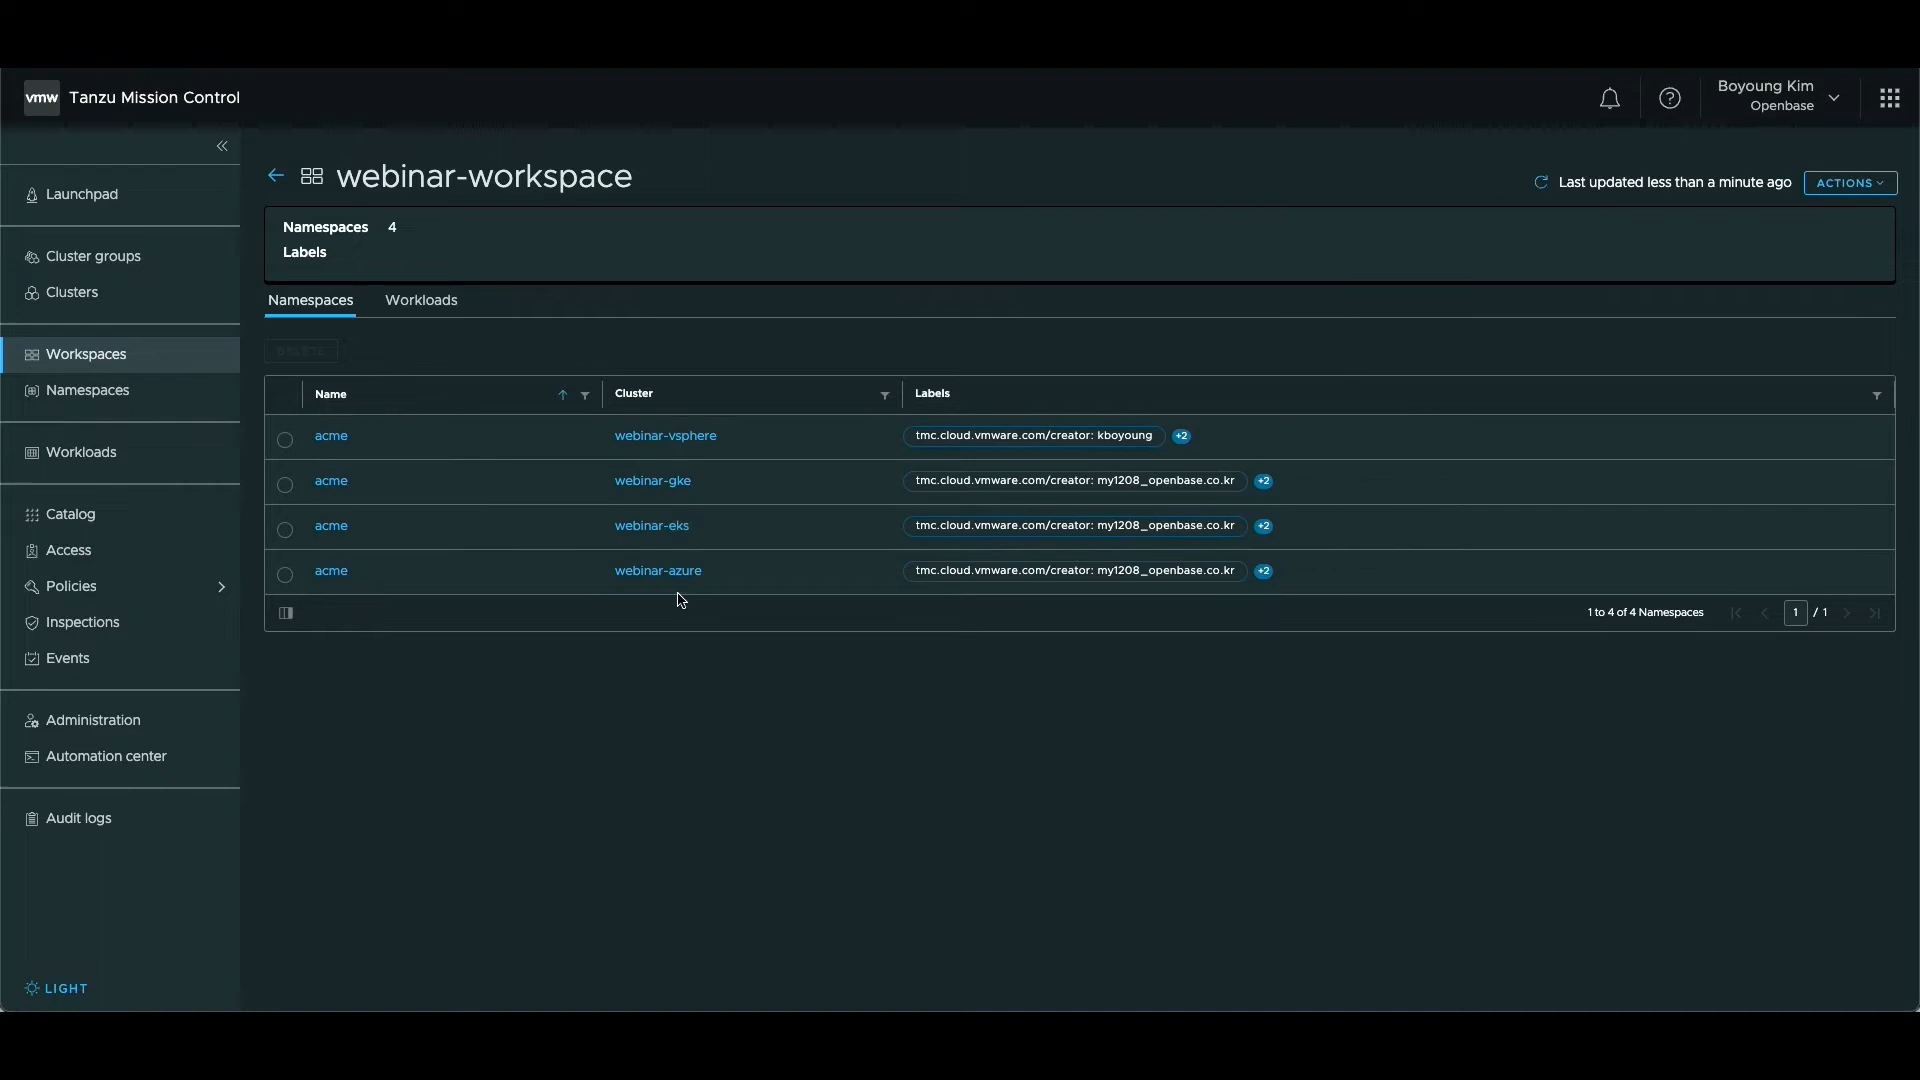 vmw Tanzu Mission Control
Boyoung Kim
Openbase
Launchpad
Cluster groups
Clusters
Workspaces
Namespaces
Workloads
Catalog
Access
Policies
Inspections
Events
Administration
Automation center
Audit logs
LIGHT
webinar-workspace
Last updated less than a minute ago
ACTIONS
Namespaces 4
Labels
Namespaces Workloads
DELETE
Name Cluster Labels
acme webinar-vsphere tmc.cloud.vmware.com/creator: kboyoung +2
acme webinar-gke tmc.cloud.vmware.com/creator: my1208_openbase.co.kr +2
acme webinar-eks tmc.cloud.vmware.com/creator: my1208_openbase.co.kr +2
acme webinar-azure tmc.cloud.vmware.com/creator: my1208_openbase.co.kr +2
1 to 4 of 4 Namespaces 1 / 1